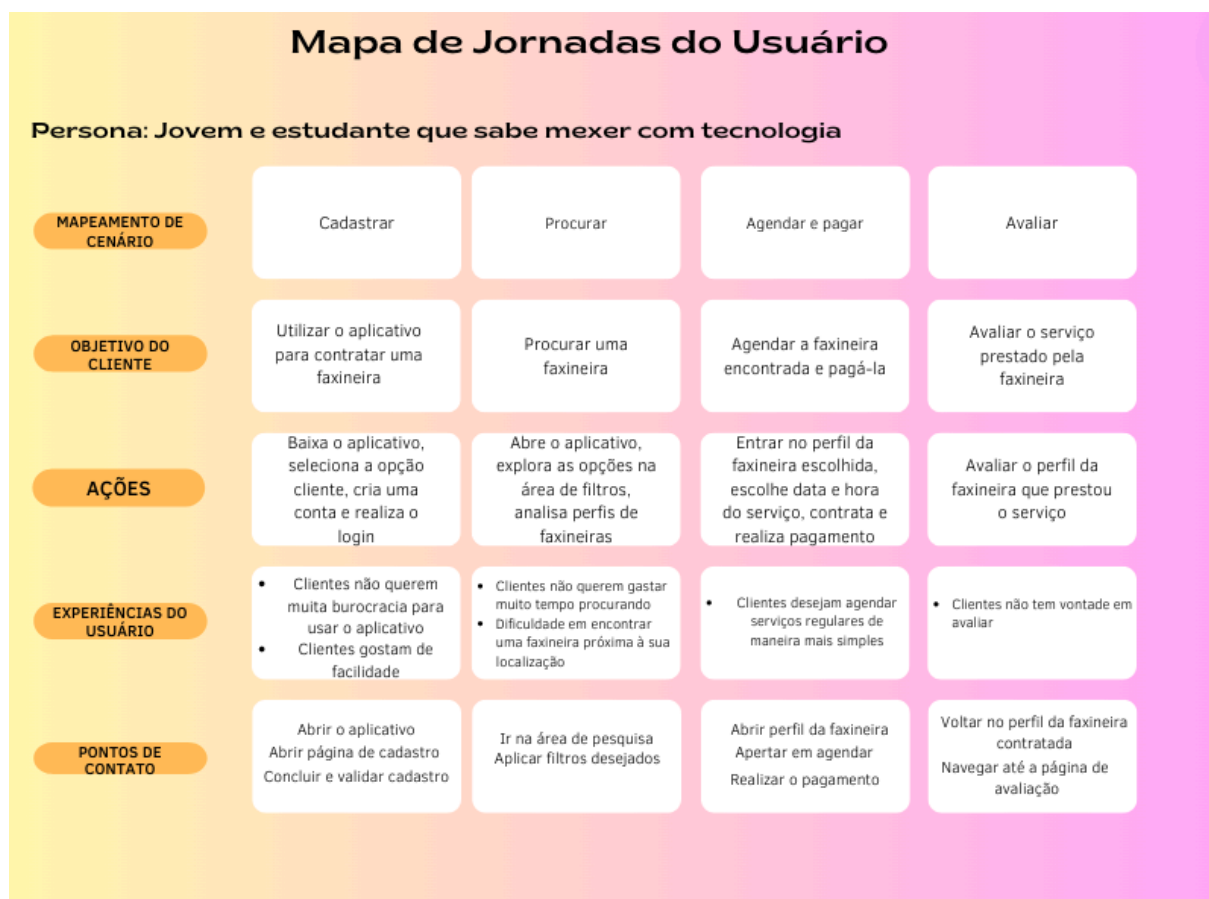 Mapa de Jornadas do Usuário
Persona: Jovem e estudante que sabe mexer com tecnologia
MAPEAMENTO DE
CENÁRIO
Cadastrar
Procurar
Agendar e pagar
Avaliar
OBJETIVO DO
CLIENTE
Utilizar o aplicativo
para contratar uma
faxineira
Procurar uma
faxineira
Agendar a faxineira
encontrada e pagá-la
Avaliar o serviço
prestado pela
faxineira
AÇÕES
Baixa o aplicativo,
seleciona a opção
cliente, cria uma
conta e realiza o
login
Abre o aplicativo,
explora as opções na
área de filtros,
analisa perfis de
faxineiras
Entrar no perfil da
faxineira escolhida,
escolhe data e hora
do serviço, contrata e
realiza pagamento
Avaliar o perfil da
faxineira que prestou
o serviço
EXPERIÊNCIAS DO
USUÁRIO
• Clientes não querem
muita burocracia para
usar o aplicativo
• Clientes gostam de
facilidade
• Clientes não querem gastar
muito tempo procurando
• Dificuldade em encontrar
uma faxineira próxima à sua
localização
• Clientes desejam agendar
serviços regulares de
maneira mais simples
• Clientes não tem vontade em
avaliar
PONTOS DE
CONTATO
Abrir o aplicativo
Abrir página de cadastro
Concluir e validar cadastro
Ir na área de pesquisa
Aplicar filtros desejados
Abrir perfil da faxineira
Apertar em agendar
Realizar o pagamento
Voltar no perfil da faxineira
contratada
Navegar até a página de
avaliação